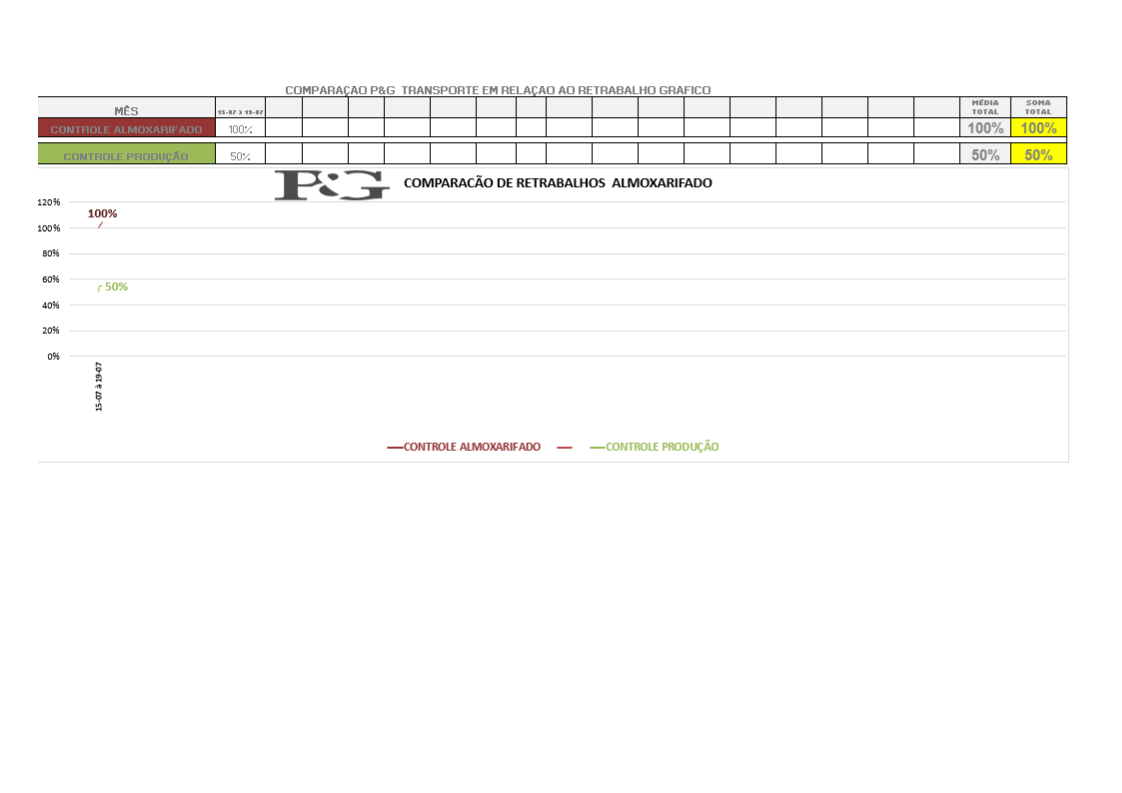 COMPARAÇAO P&G TRANSPORTE EM RELAÇAO AO RETRABALHO GRAFICO
MÊS 15-07 à 19-07 MÉDIA TOTAL SOMA TOTAL
CONTROLE ALMOXARIFADO 100% 100% 100%
CONTROLE PRODUÇÃO 50% 50% 50%
P&G COMPARACÃO DE RETRABALHOS ALMOXARIFADO
120%
100%
100%
80%
60%
50%
40%
20%
0%
15-07 à 19-07
CONTROLE ALMOXARIFADO CONTROLE PRODUÇÃO